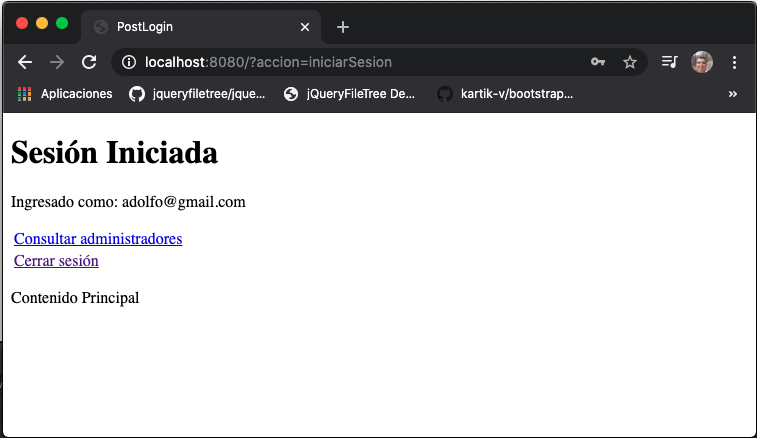 PostLogin
localhost:8080/?accion=iniciarSesion
Aplicaciones jqueryfiletree/jque... jQueryFileTree De... kartik-v/bootstrap... »
Sesión Iniciada
Ingresado como: adolfo@gmail.com
Consultar administradores
Cerrar sesión
Contenido Principal